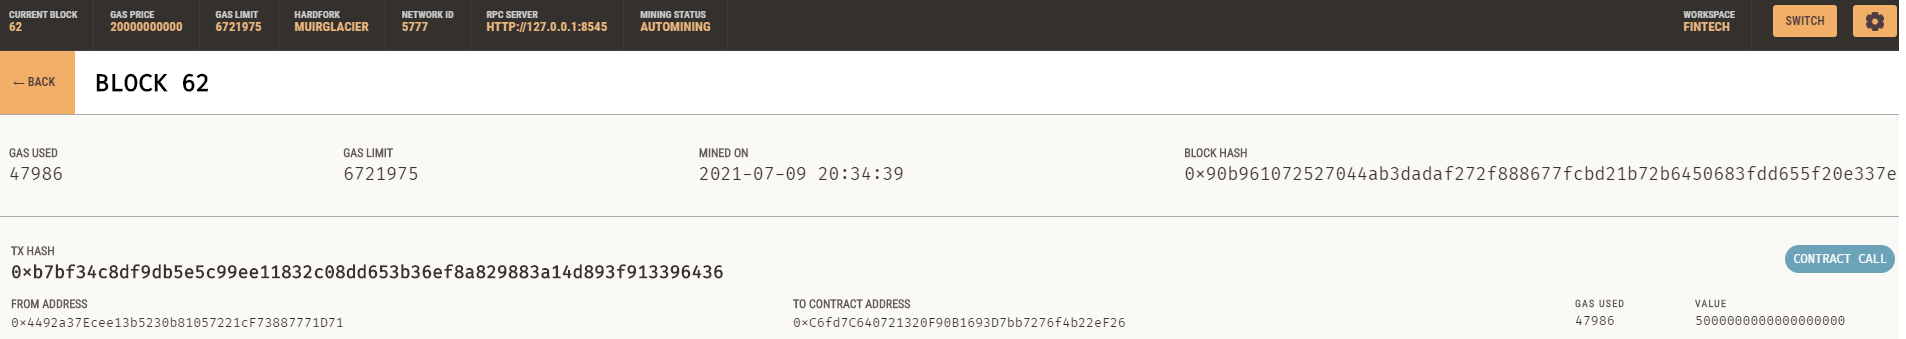 CURRENT BLOCK GAS PRICE GAS LIMIT HARDFORK NETWORK ID RPC SERVER MINING STATUS WORKSPACE
62 20000000000 6721975 MUIRGLACIER 5777 HTTP://127.0.0.1:8545 AUTOMINING FINTECH SWITCH
← BACK BLOCK 62
GAS USED GAS LIMIT MINED ON BLOCK HASH
47986 6721975 2021-07-09 20:34:39 0×90b961072527044ab3dadaf272f888677fcbd21b72b6450683fdd655f20e337e
TX HASH
0×b7bf34c8df9db5e5c99ee11832c08dd653b36ef8a829883a14d893f913396436 CONTRACT CALL
FROM ADDRESS TO CONTRACT ADDRESS GAS USED VALUE
0×4492a37Ecee13b5230b81057221cF73887771D71 0×C6fd7C640721320F90B1693D7bb7276f4b22eF26 47986 5000000000000000000